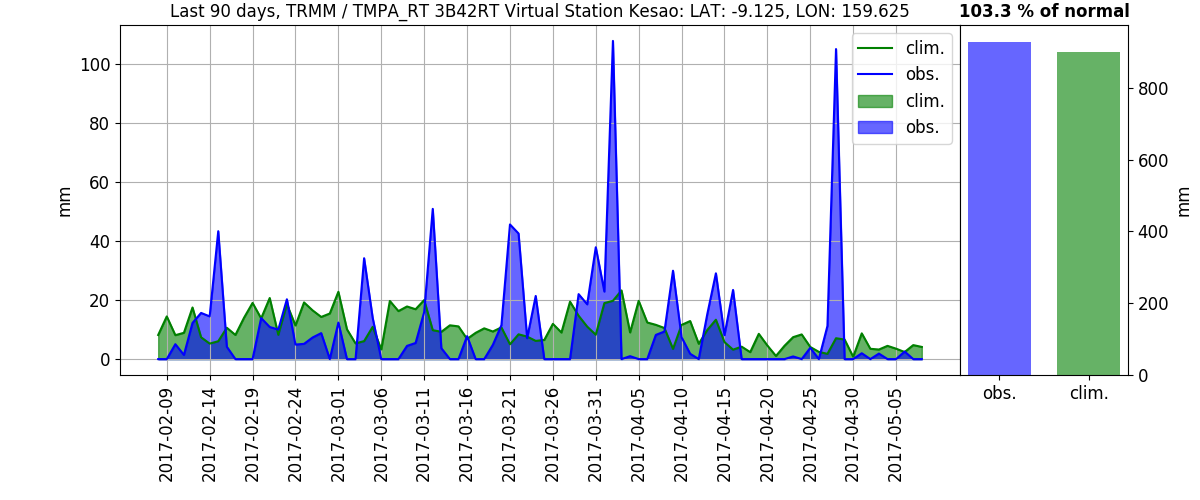 Last 90 days, TRMM / TMPA_RT 3B42RT Virtual Station Kesao: LAT: -9.125, LON: 159.625
103.3 % of normal
clim.
obs.
clim.
obs.
mm
100
80
60
40
20
0
800
600
400
200
0
mm
obs.
clim.
2017-02-09
2017-02-14
2017-02-19
2017-02-24
2017-03-01
2017-03-06
2017-03-11
2017-03-16
2017-03-21
2017-03-26
2017-03-31
2017-04-05
2017-04-10
2017-04-15
2017-04-20
2017-04-25
2017-04-30
2017-05-05